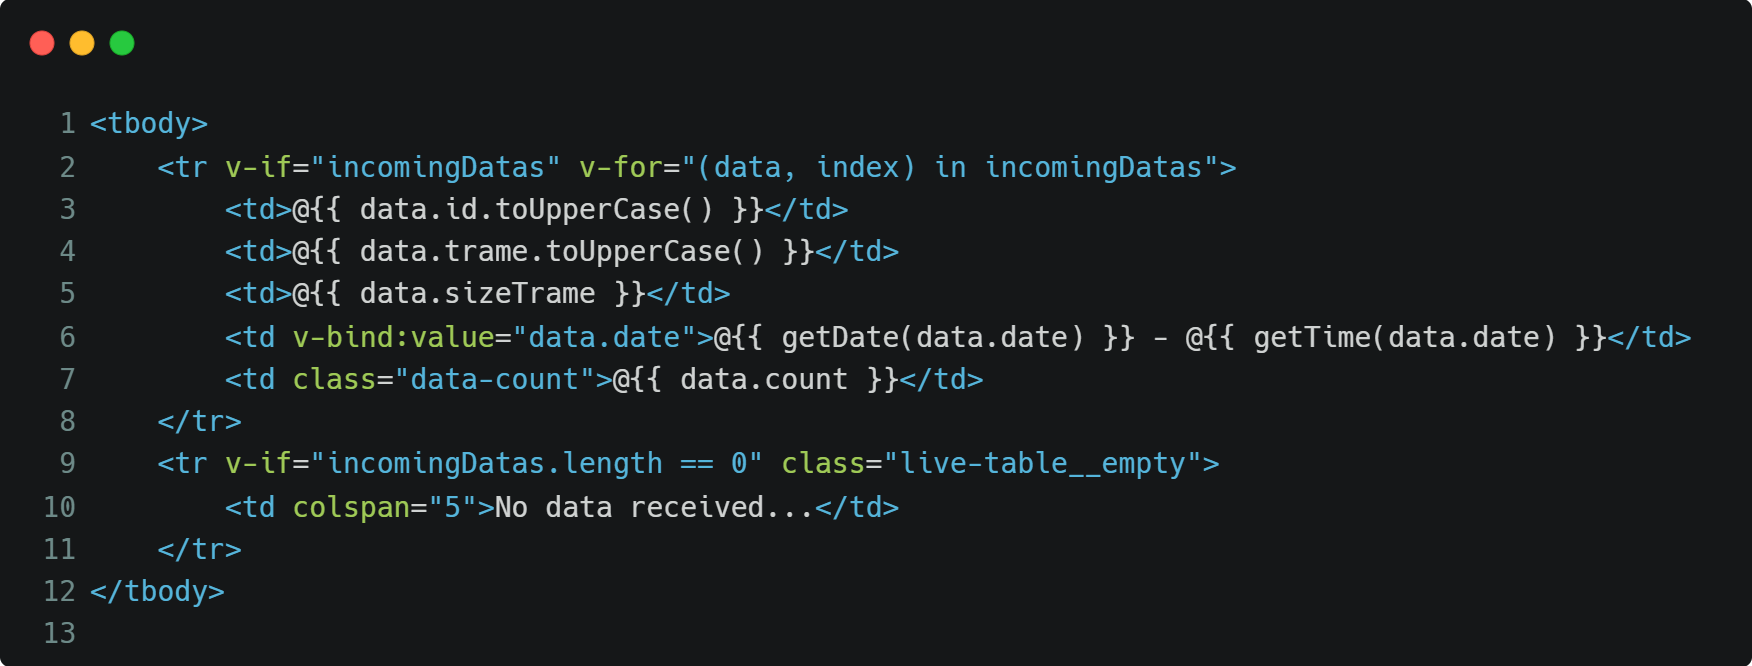 1 <tbody>
2     <tr v-if="incomingDatas" v-for="(data, index) in incomingDatas">
3         <td>@{{ data.id.toUpperCase() }}</td>
4         <td>@{{ data.trame.toUpperCase() }}</td>
5         <td>@{{ data.sizeTrame }}</td>
6         <td v-bind:value="data.date">@{{ getDate(data.date) }} - @{{ getTime(data.date) }}</td>
7         <td class="data-count">@{{ data.count }}</td>
8     </tr>
9     <tr v-if="incomingDatas.length == 0" class="live-table__empty">
10         <td colspan="5">No data received...</td>
11     </tr>
12 </tbody>
13